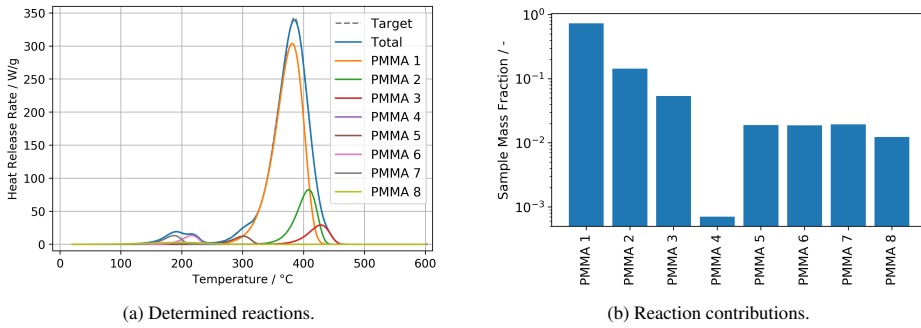 350
300
250
200
150
100
50
0
Heat Release Rate / W/g
0 100 200 300 400 500 600
Temperature / °C
Target
Total
PMMA 1
PMMA 2
PMMA 3
PMMA 4
PMMA 5
PMMA 6
PMMA 7
PMMA 8
(a) Determined reactions.
10⁰
10⁻¹
10⁻²
10⁻³
Sample Mass Fraction / -
PMMA 1
PMMA 2
PMMA 3
PMMA 4
PMMA 5
PMMA 6
PMMA 7
PMMA 8
(b) Reaction contributions.